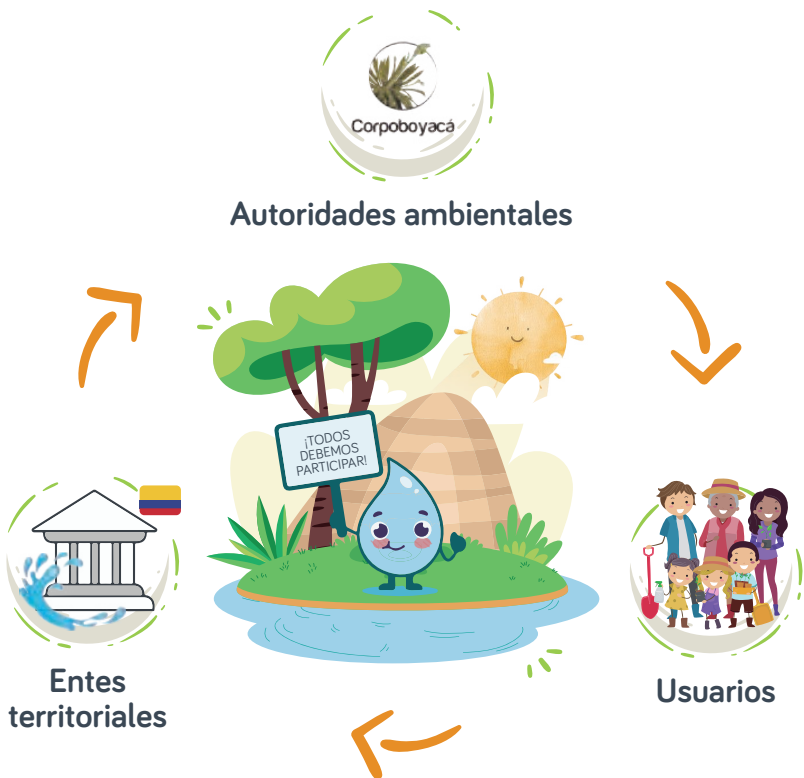 Corpoboyacá
Autoridades ambientales
¡TODOS
DEBEMOS
PARTICIPAR!
Entes
territoriales
Usuarios